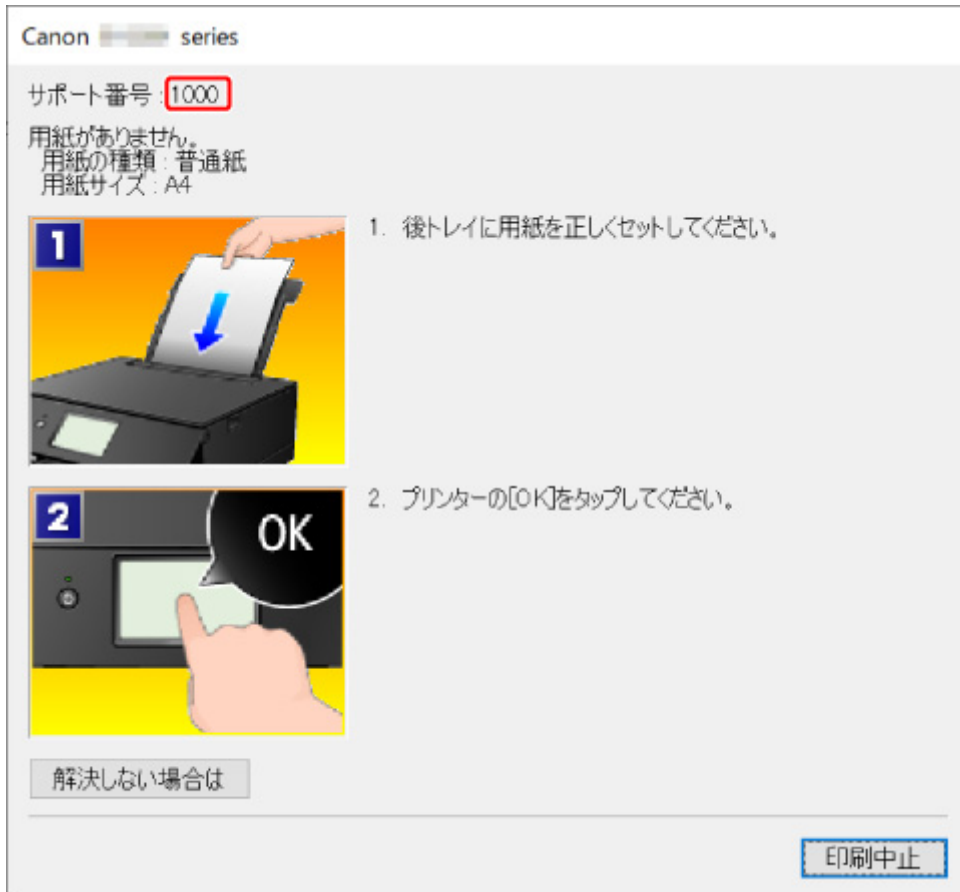 Canon series
サポート番号 : 1000
用紙がありません。
用紙の種類 : 普通紙
用紙サイズ : A4
1
1. 後トレイに用紙を正しくセットしてください。
2
OK
2. プリンターの[OK]をタップしてください。
解決しない場合は
印刷中止